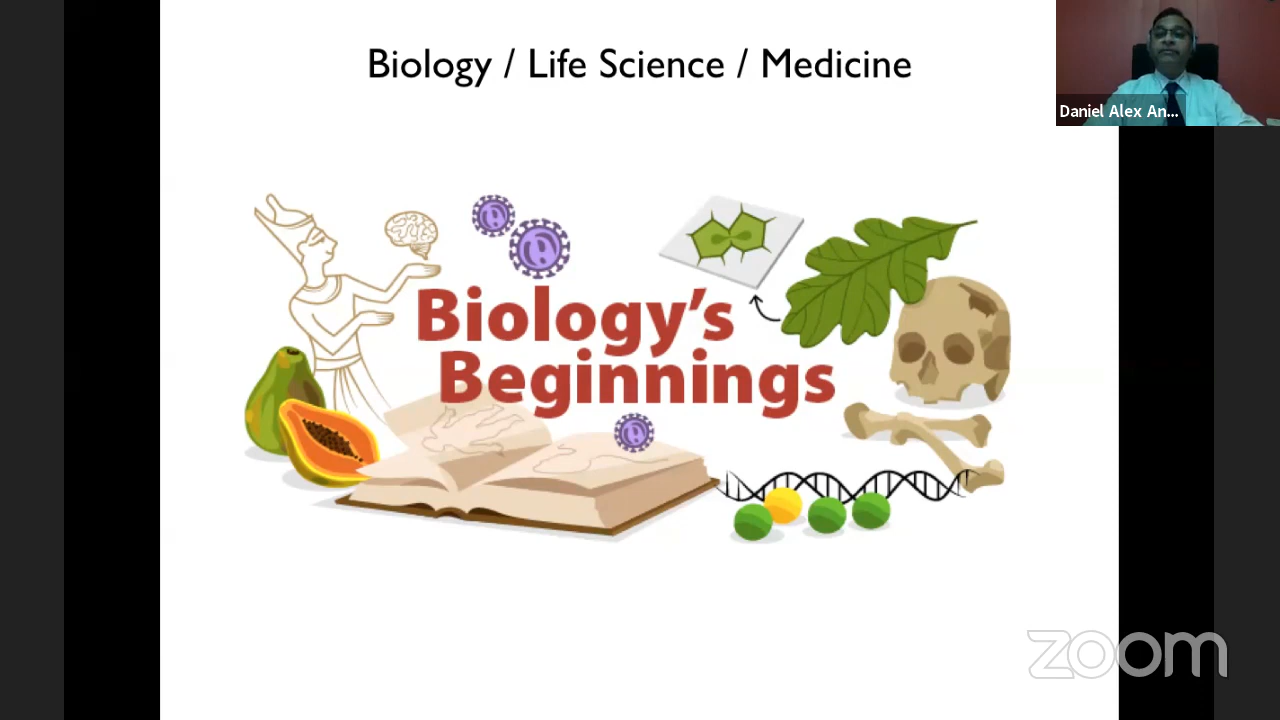 Biology / Life Science / Medicine
Daniel Alex An...
Biology's
Beginnings
zoom